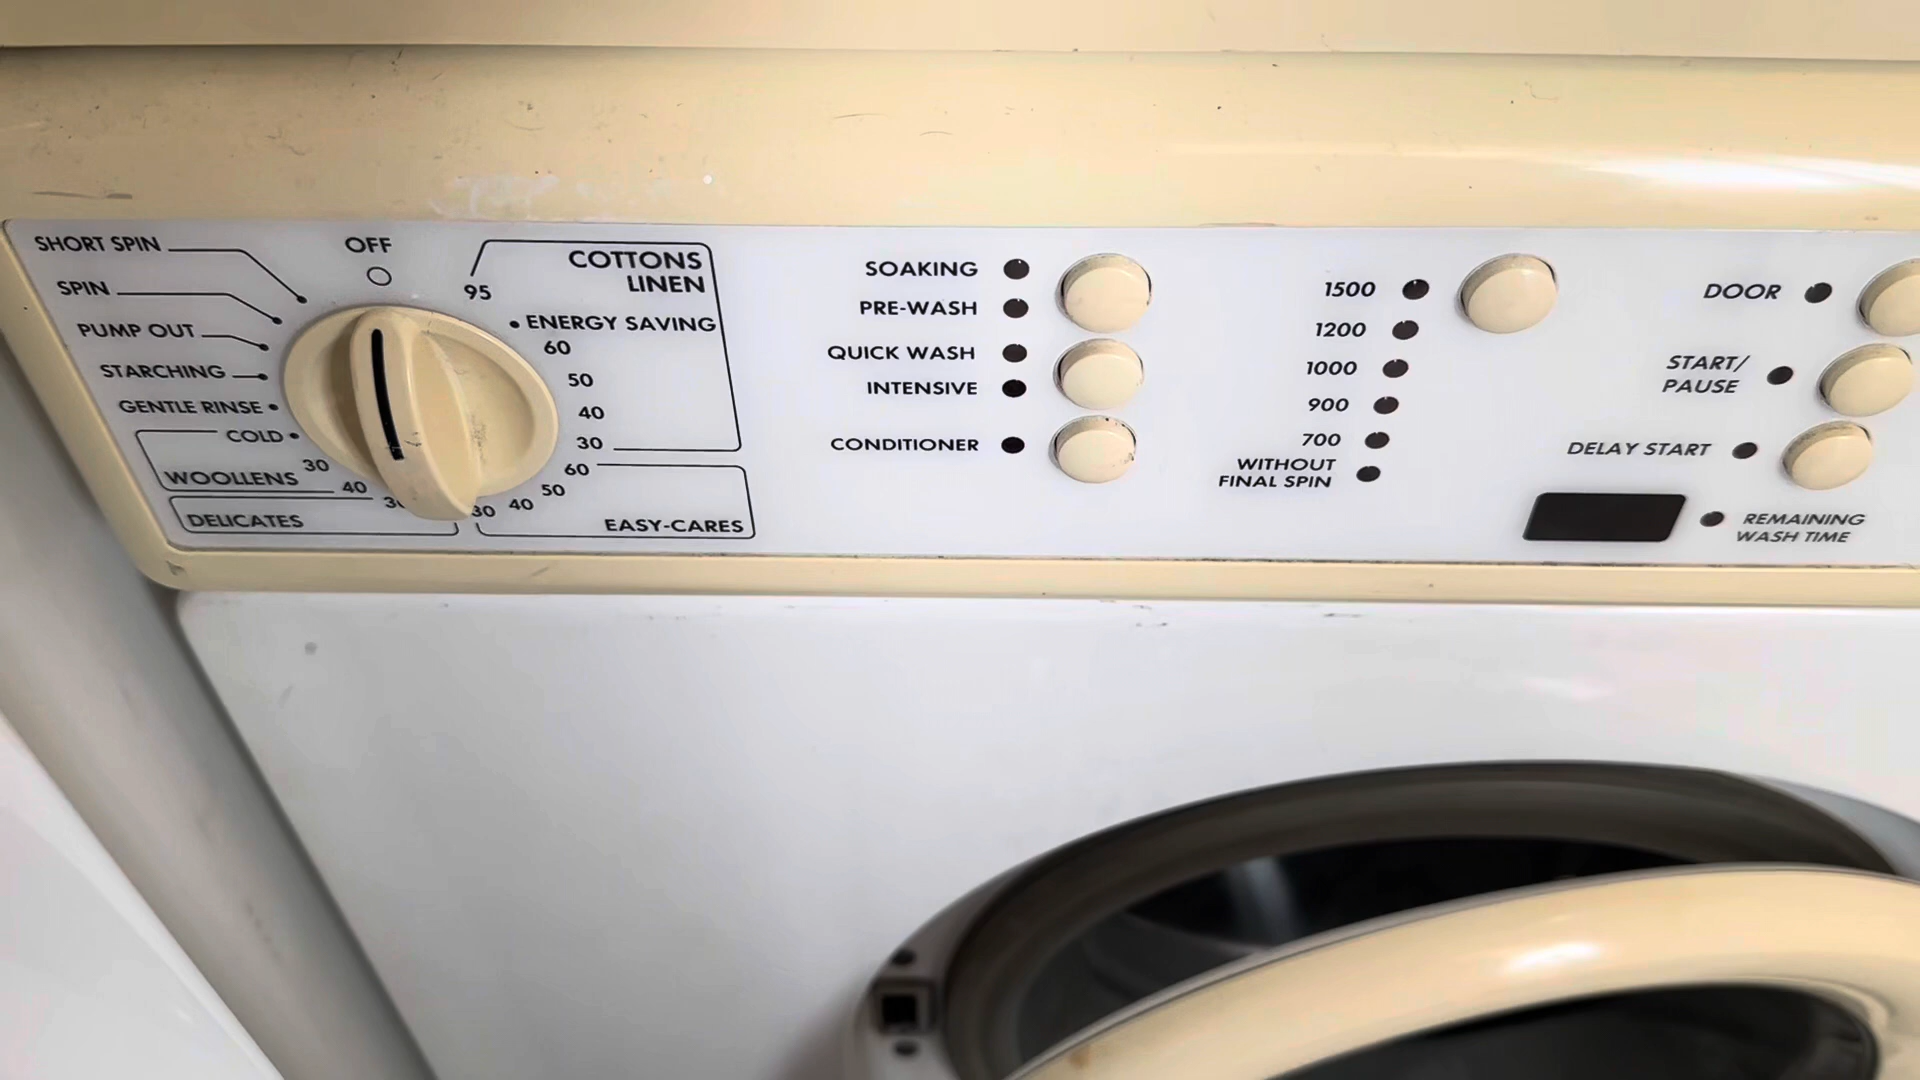 SHORT SPIN
SPIN
PUMP OUT
STARCHING
GENTLE RINSE
COLD
30
WOOLLENS
40
DELICATES
OFF
95
COTTONS
LINEN
ENERGY SAVING
60
50
40
30
60
50
40
30
EASY-CARES
SOAKING
PRE-WASH
QUICK WASH
INTENSIVE
CONDITIONER
1500
1200
1000
900
700
WITHOUT
FINAL SPIN
DOOR
START/
PAUSE
DELAY START
REMAINING
WASH TIME